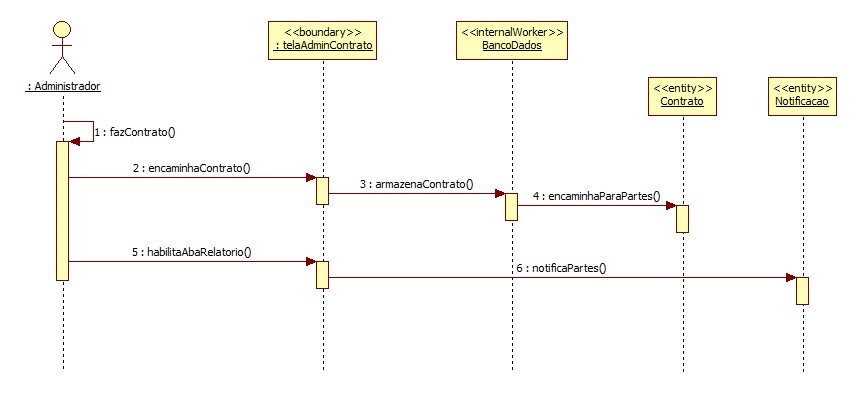 <<boundary>>
: telaAdminContrato
<<internalWorker>>
BancoDados
: Administrador
<<entity>>
Contrato
<<entity>>
Notificacao
1 : fazContrato()
2 : encaminhaContrato()
3 : armazenaContrato()
4 : encaminhaParaPartes()
5 : habilitaAbaRelatorio()
6 : notificaPartes()